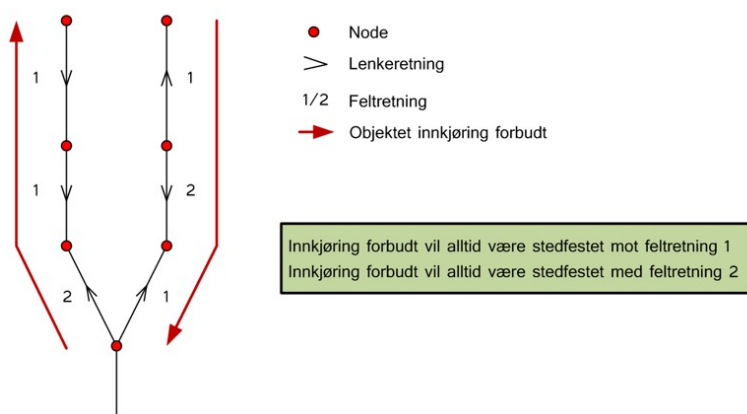 1
1
Node
Lenkeretning
1/2 Feltretning
Objektet innkjøring forbudt
1
2
2
1
Innkjøring forbudt vil alltid være stedfestet mot feltretning 1
Innkjøring forbudt vil alltid være stedfestet med feltretning 2